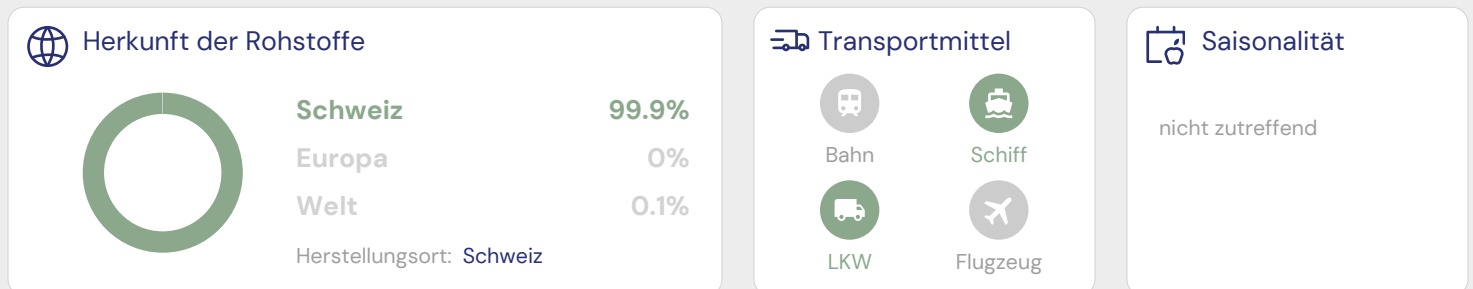 Herkunft der Rohstoffe
Schweiz 99.9%
Europa 0%
Welt 0.1%
Herstellungsort: Schweiz
Transportmittel
Bahn Schiff
LKW Flugzeug
Saisonalität
nicht zutreffend